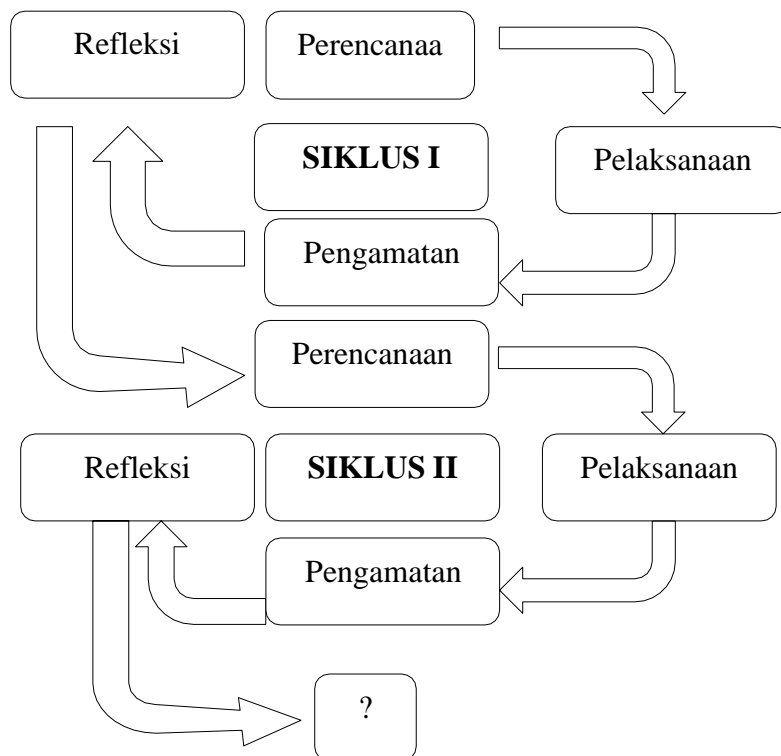 Refleksi
Perencanaa
SIKLUS I
Pelaksanaan
Pengamatan
Perencanaan
Refleksi
SIKLUS II
Pelaksanaan
Pengamatan
?